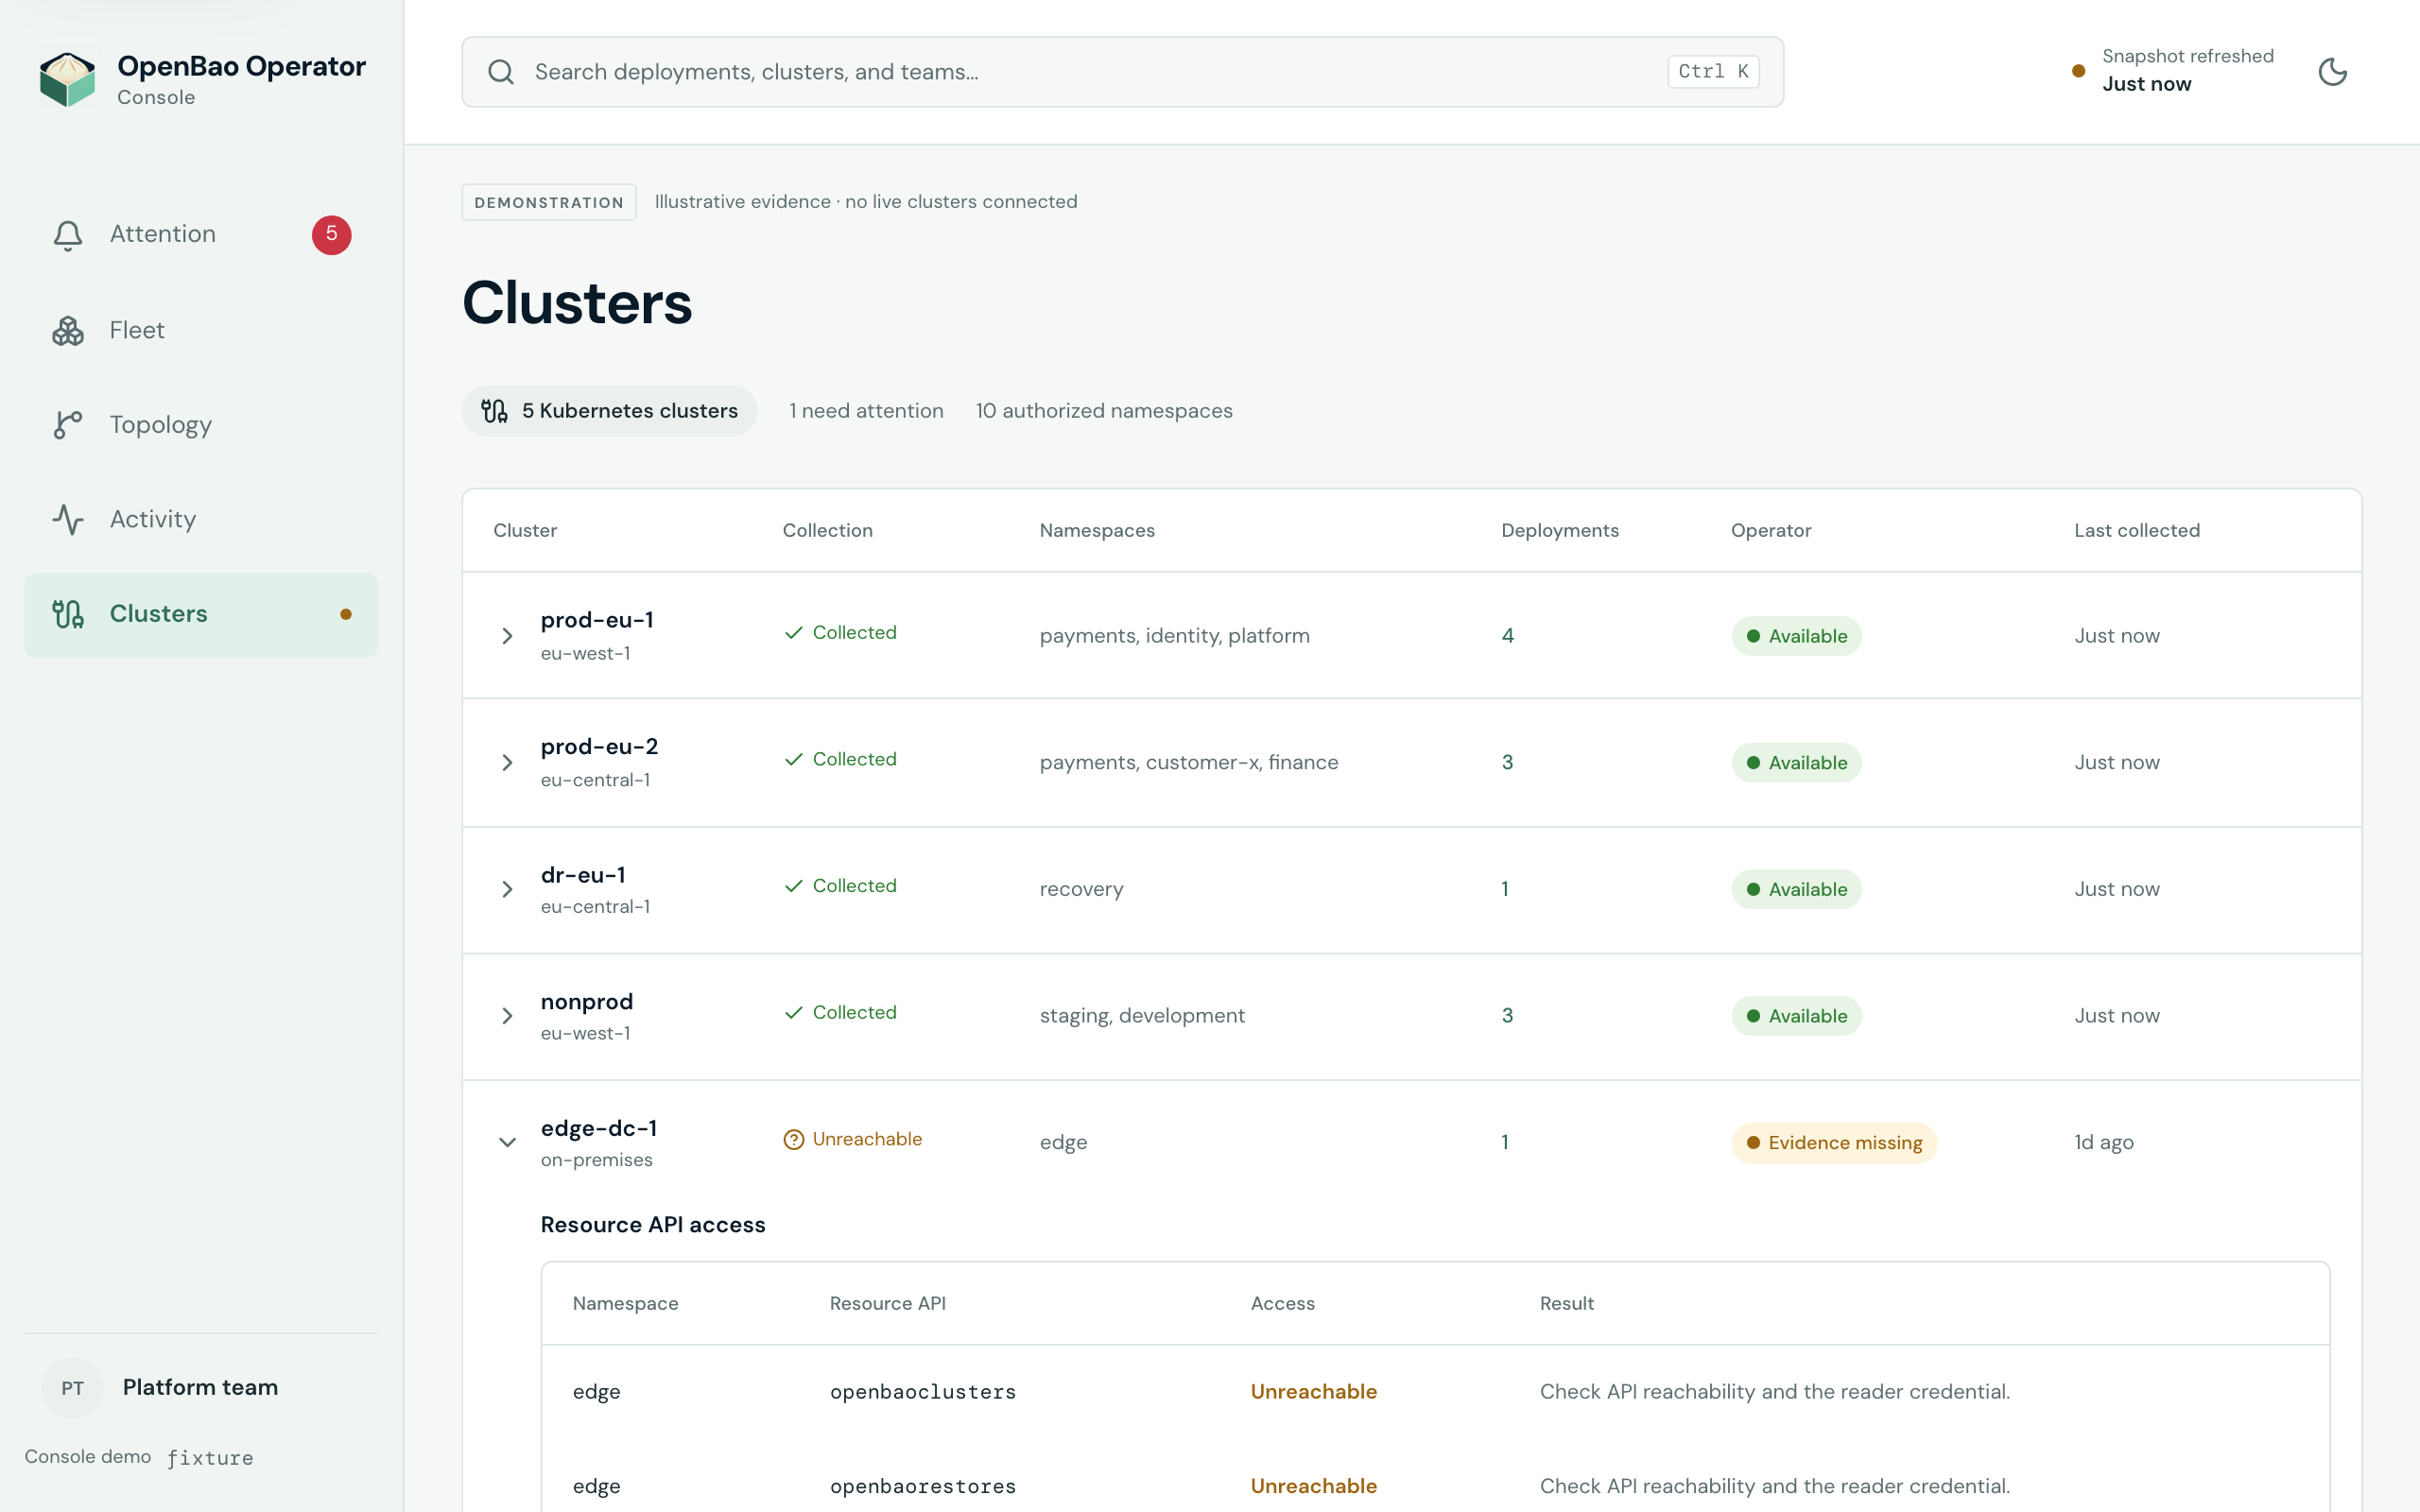 OpenBao Operator
Console
Attention 5
Fleet
Topology
Activity
Clusters
PT Platform team
Console demo fixture
Search deployments, clusters, and teams... Ctrl K
Snapshot refreshed
Just now
DEMONSTRATION Illustrative evidence · no live clusters connected
Clusters
5 Kubernetes clusters 1 need attention 10 authorized namespaces
Cluster Collection Namespaces Deployments Operator Last collected
prod-eu-1
eu-west-1
Collected payments, identity, platform 4 Available Just now
prod-eu-2
eu-central-1
Collected payments, customer-x, finance 3 Available Just now
dr-eu-1
eu-central-1
Collected recovery 1 Available Just now
nonprod
eu-west-1
Collected staging, development 3 Available Just now
edge-dc-1
on-premises
Unreachable edge 1 Evidence missing 1d ago
Resource API access
Namespace Resource API Access Result
edge openbaoclusters Unreachable Check API reachability and the reader credential.
edge openbaorestores Unreachable Check API reachability and the reader credential.